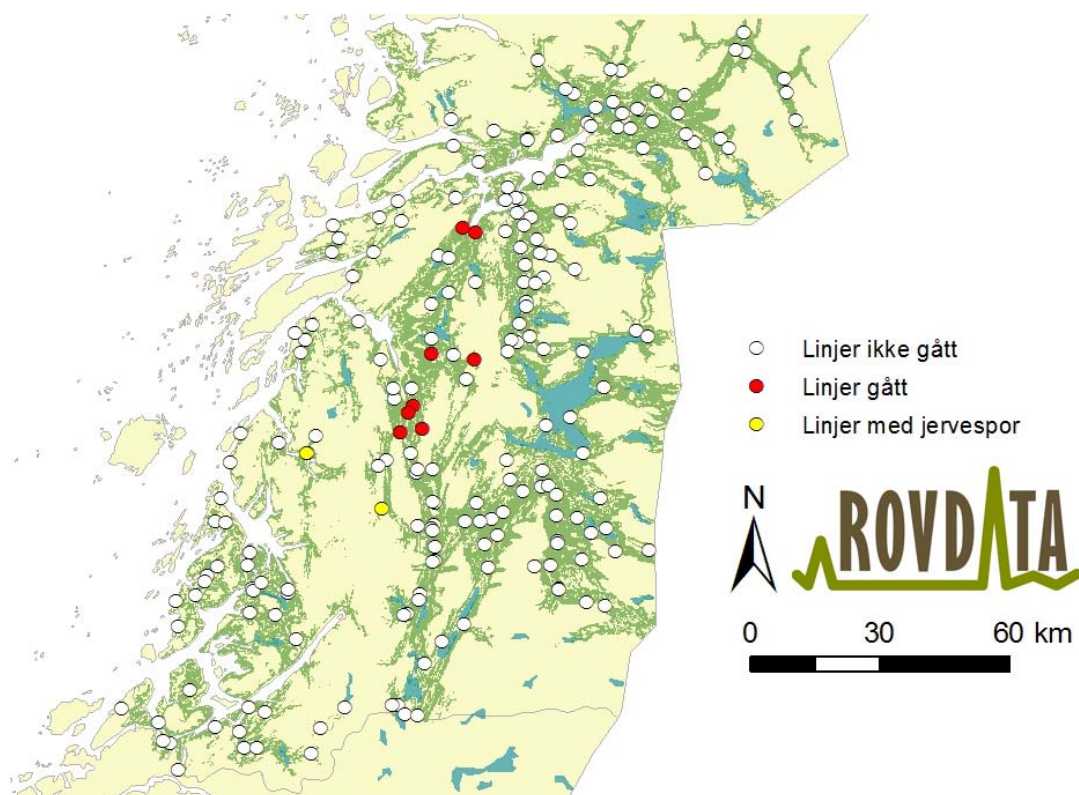 Linjer ikke gått
Linjer gått
Linjer med jervespor
N
ROVDATA
0 30 60 km